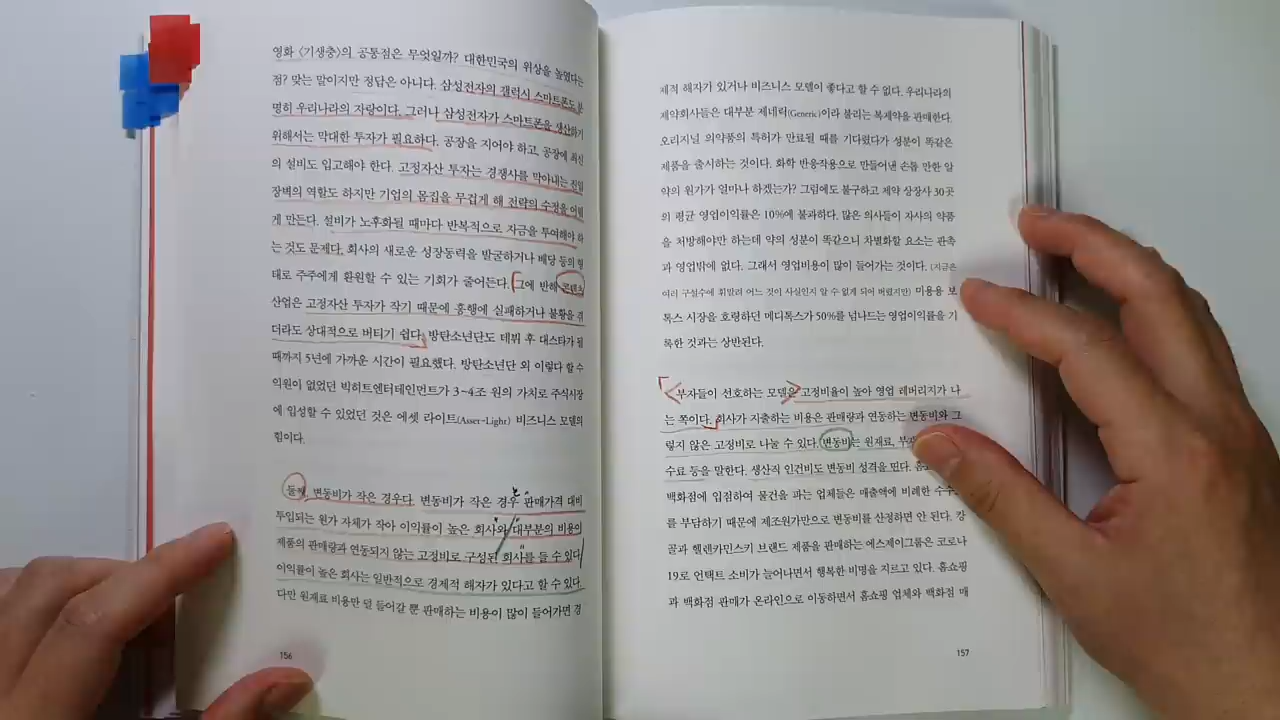 영화 〈기생충〉의 공통점은 무엇일까? 대한민국의 위상을 높였다는
점? 맞는 말이지만 정답은 아니다. 삼성전자의 갤럭시 스마트폰도 분
명히 우리나라의 자랑이다. 그러나 삼성전자가 스마트폰을 생산하기
위해서는 막대한 투자가 필요하다. 공장을 지어야 하고, 공장에 최신
의 설비도 입고해야 한다. 고정자산 투자는 경쟁사를 막아내는 진입
장벽의 역할도 하지만 기업의 몸집을 무겁게 해 전략의 수정을 어렵
게 만든다. 설비가 노후화될 때마다 반복적으로 자금을 투여해야 하
는 것도 문제다. 회사의 새로운 성장동력을 발굴하거나 배당 등의 형
태로 주주에게 환원할 수 있는 기회가 줄어든다. 그에 반해 콘텐츠
산업은 고정자산 투자가 작기 때문에 흥행에 실패하거나 불황을 겪
더라도 상대적으로 버티기 쉽다. 방탄소년단도 데뷔 후 대스타가 될
때까지 5년에 가까운 시간이 필요했다. 방탄소년단 외 이렇다 할 수
익원이 없었던 빅히트엔터테인먼트가 3~4조 원의 가치로 주식시장
에 입성할 수 있었던 것은 에셋 라이트(Asset-Light) 비즈니스 모델의
힘이다.
둘째, 변동비가 작은 경우다. 변동비가 작은 경우 판매가격 대비
투입되는 원가 자체가 작아 이익률이 높은 회사와 대부분의 비용이
제품의 판매량과 연동되지 않는 고정비로 구성된 회사를 들 수 있다.
이익률이 높은 회사는 일반적으로 경제적 해자가 있다고 할 수 있다.
다만 원재료 비용만 덜 들어갈 뿐 판매하는 비용이 많이 들어가면 경
156
제적 해자가 있거나 비즈니스 모델이 좋다고 할 수 없다. 우리나라의
제약회사들은 대부분 제네릭(Generic)이라 불리는 복제약을 판매한다.
오리지널 의약품의 특허가 만료될 때를 기다렸다가 성분이 똑같은
제품을 출시하는 것이다. 화학 반응작용으로 만들어낸 손톱 만한 알
약의 원가가 얼마나 하겠는가? 그럼에도 불구하고 제약 상장사 30곳
의 평균 영업이익률은 10%에 불과하다. 많은 의사들이 자사의 약품
을 처방해야만 하는데 약의 성분이 똑같으니 차별화할 요소는 판촉
과 영업밖에 없다. 그래서 영업비용이 많이 들어가는 것이다. (지금은
여러 구설수에 휘말려 어느 것이 사실인지 알 수 없게 되어 버렸지만) 미용용 보
톡스 시장을 호령하던 메디톡스가 50%를 넘나드는 영업이익률을 기
록한 것과는 상반된다.
부자들이 선호하는 모델은 고정비율이 높아 영업 레버리지가 나
는 쪽이다. 회사가 지출하는 비용은 판매량과 연동하는 변동비와 그
렇지 않은 고정비로 나눌 수 있다. 변동비는 원재료,
수료 등을 말한다. 생산직 인건비도 변동비 성격을 띤다.
백화점에 입점하여 물건을 파는 업체들은 매출액에 비례한
를 부담하기 때문에 제조원가만으로 변동비를 산정하면 안 된다. 캉
골과 헬렌카민스키 브랜드 제품을 판매하는 에스제이그룹은 코로나
19로 언택트 소비가 늘어나면서 행복한 비명을 지르고 있다. 홈쇼핑
과 백화점 판매가 온라인으로 이동하면서 홈쇼핑 업체와 백화점 매
157